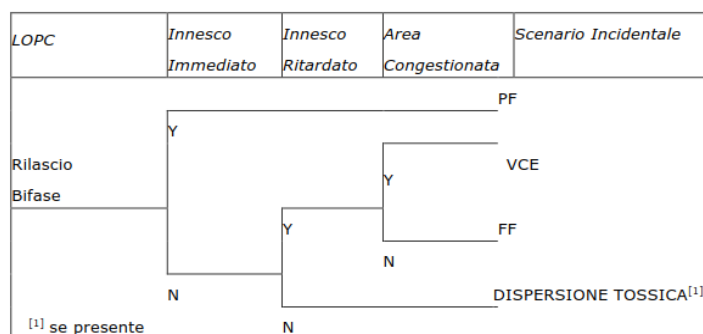 LOPC
Innesco
Immediato
Innesco
Ritardato
Area
Congestionata
Scenario Incidentale
PF
Y
Rilascio
Bifase
VCE
Y
Y
FF
N
N
DISPERSIONE TOSSICA[1]
[1] se presente
N